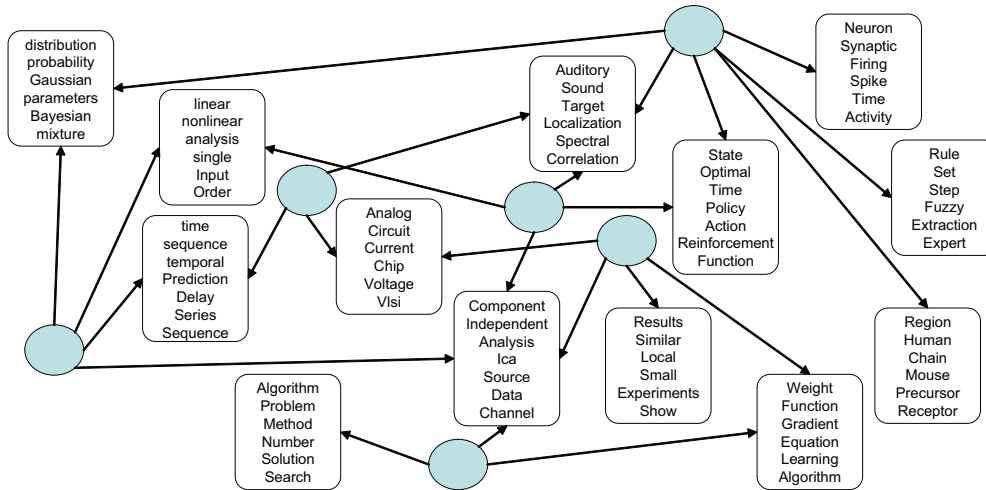 distribution
probability
Gaussian
parameters
Bayesian
mixture
linear
nonlinear
analysis
single
Input
Order
time
sequence
temporal
Prediction
Delay
Series
Sequence
Analog
Circuit
Current
Chip
Voltage
Vlsi
Auditory
Sound
Target
Localization
Spectral
Correlation
Neuron
Synaptic
Firing
Spike
Time
Activity
State
Optimal
Time
Policy
Action
Reinforcement
Function
Rule
Set
Step
Fuzzy
Extraction
Expert
Component
Independent
Analysis
Ica
Source
Data
Channel
Results
Similar
Local
Small
Experiments
Show
Region
Human
Chain
Mouse
Precursor
Receptor
Algorithm
Problem
Method
Number
Solution
Search
Weight
Function
Gradient
Equation
Learning
Algorithm